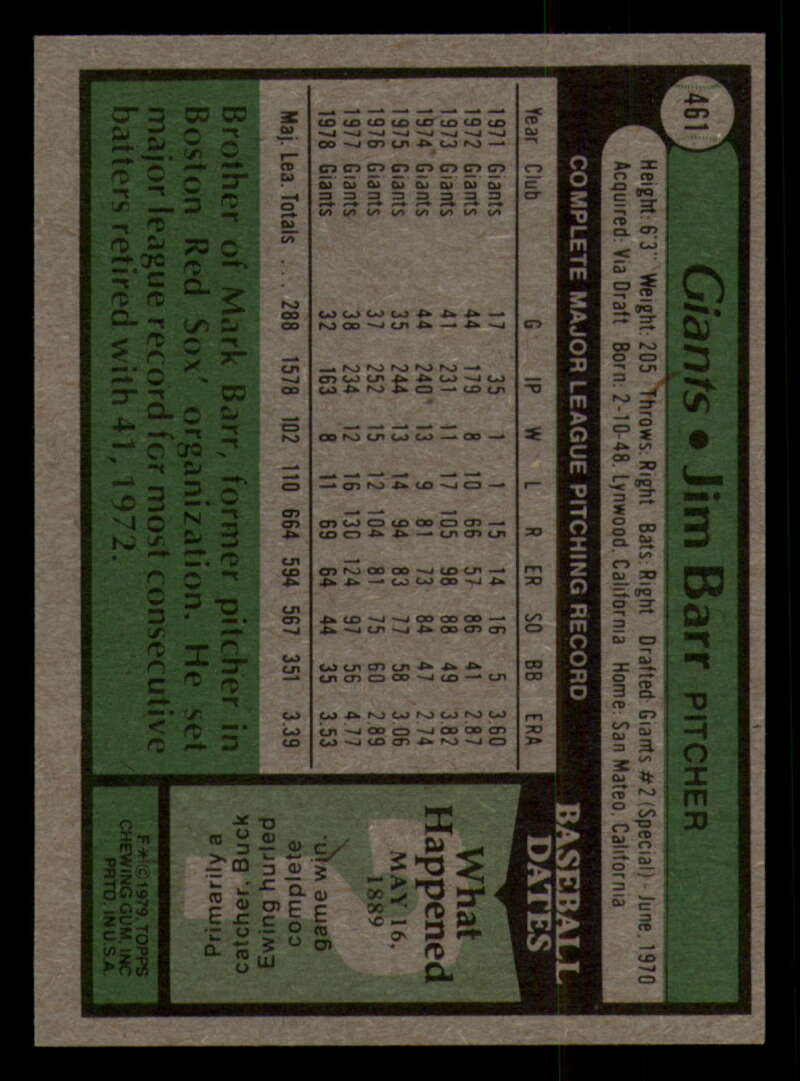 461
Giants • Jim Barr PITCHER
Height: 6'3" Weight: 205 Throws: Right Bats: Right Drafted: Giants #2 (Special) - June, 1970
Acquired: Via Draft Born: 2-10-48, Lynwood, California Home: San Mateo, California
COMPLETE MAJOR LEAGUE PITCHING RECORD
Year Club G IP W L R ER SO BB ERA
1971 Giants 17 35 1 1 15 14 16 5 3.60
1972 Giants 44 179 8 10 66 57 86 41 2.87
1973 Giants 41 231 11 17 105 98 88 49 3.82
1974 Giants 44 240 13 9 81 73 84 47 2.74
1975 Giants 35 244 13 14 94 83 77 58 3.06
1976 Giants 37 252 15 12 104 81 75 60 2.89
1977 Giants 38 234 12 16 130 124 97 56 4.77
1978 Giants 32 163 8 11 69 64 44 35 3.53
Maj. Lea. Totals ... 288 1578 102 110 664 594 567 351 3.39
Brother of Mark Barr, former pitcher in
Boston Red Sox' organization. He set
major league record for most consecutive
batters retired with 41, 1972.
BASEBALL
DATES
What
Happened
MAY 16,
1889
Primarily a
catcher, Buck
Ewing hurled
complete
game win.
F*©1979, TOPPS
CHEWING GUM, INC
PRTD. IN U.S.A.